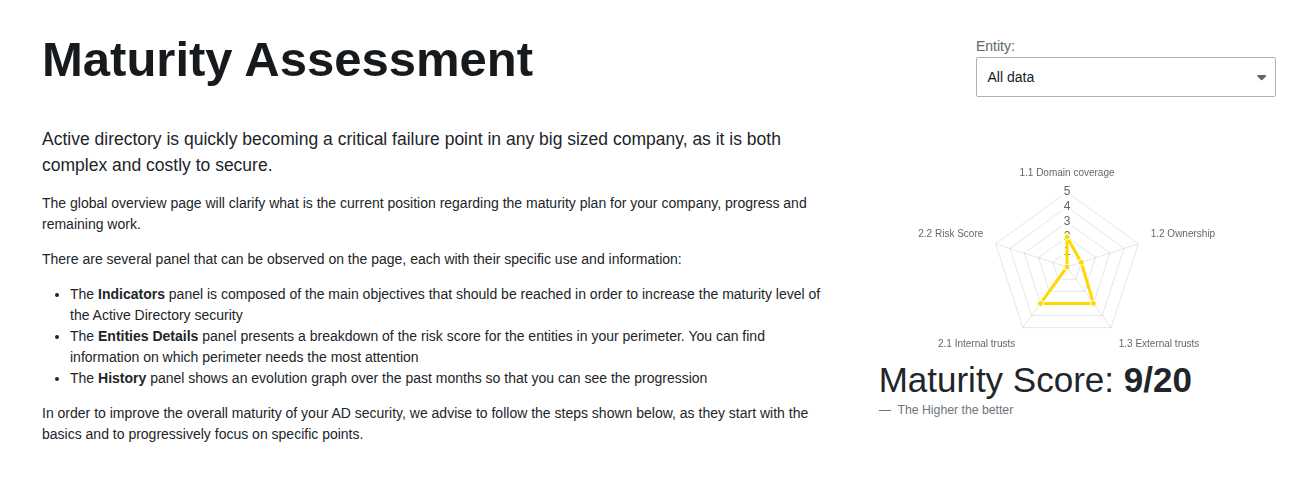 Maturity Assessment
Entity:
All data
Active directory is quickly becoming a critical failure point in any big sized company, as it is both
complex and costly to secure.
The global overview page will clarify what is the current position regarding the maturity plan for your company, progress and
remaining work.
There are several panel that can be observed on the page, each with their specific use and information:
• The Indicators panel is composed of the main objectives that should be reached in order to increase the maturity level of
the Active Directory security
• The Entities Details panel presents a breakdown of the risk score for the entities in your perimeter. You can find
information on which perimeter needs the most attention
• The History panel shows an evolution graph over the past months so that you can see the progression
In order to improve the overall maturity of your AD security, we advise to follow the steps shown below, as they start with the
basics and to progressively focus on specific points.
1.1 Domain coverage
5
4
3
2.2 Risk Score
1.2 Ownership
2.1 Internal trusts
1.3 External trusts
Maturity Score: 9/20
— The Higher the better